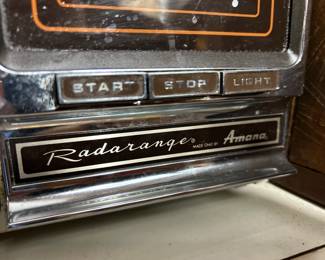 START STOP LIGHT
Radarange® MADE ONLY BY Amana